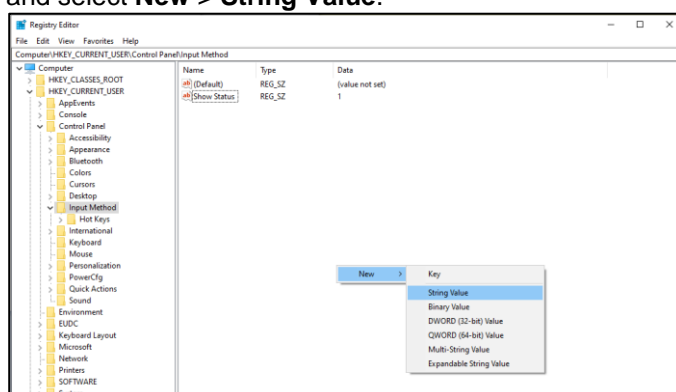 and select New > String Value.
Registry Editor
File Edit View Favorites Help
Computer\HKEY_CURRENT_USER\Control Panel\Input Method
Computer
HKEY_CLASSES_ROOT
HKEY_CURRENT_USER
AppEvents
Console
Control Panel
Accessibility
Appearance
Bluetooth
Colors
Cursors
Desktop
Input Method
Hot Keys
International
Keyboard
Mouse
Personalization
PowerCfg
Quick Actions
Sound
Environment
EUDC
Keyboard Layout
Microsoft
Network
Printers
SOFTWARE
Name Type Data
ab (Default) REG_SZ (value not set)
ab Show Status REG_SZ 1
New >
Key
String Value
Binary Value
DWORD (32-bit) Value
QWORD (64-bit) Value
Multi-String Value
Expandable String Value